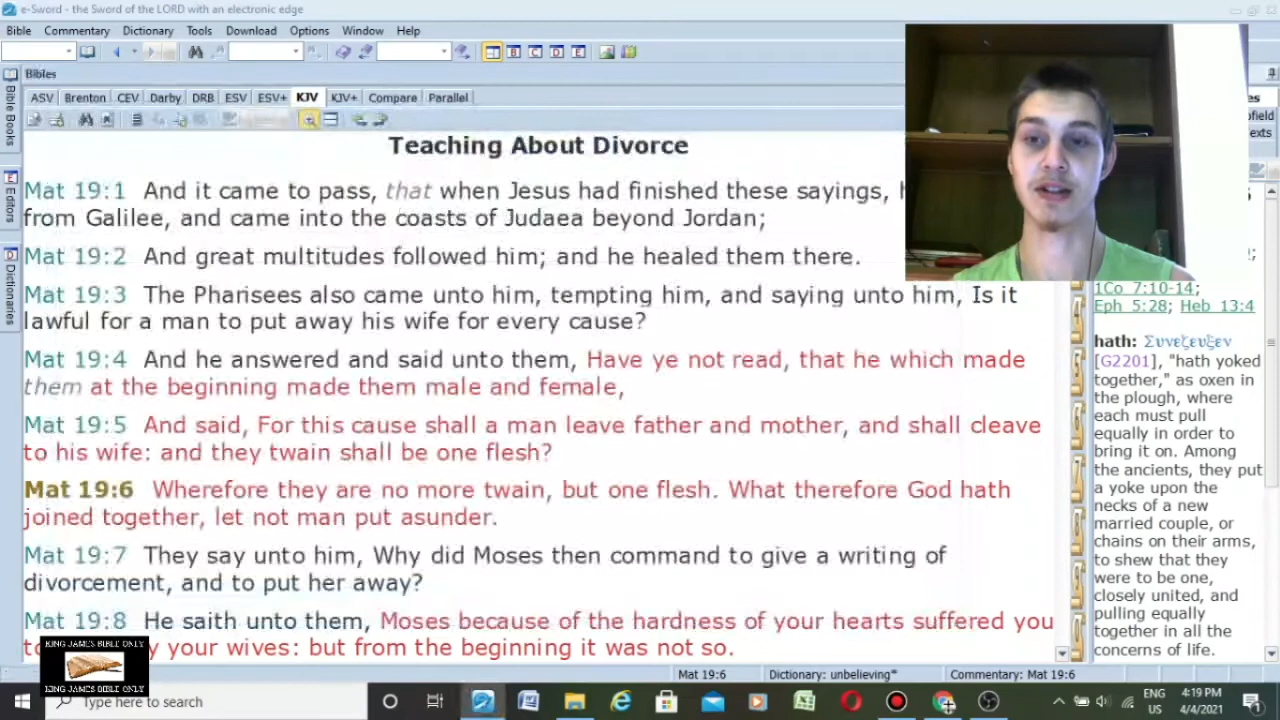 e-Sword - the Sword of the LORD with an electronic edge
Bible Commentary Dictionary Tools Download Options Window Help
B C D E
Bibles
ASV Brenton CEV Darby DRB ESV ESV+ KJV KJV+ Compare Parallel
Bible Books
Editors
Dictionaries
Teaching About Divorce
Mat 19:1 And it came to pass, that when Jesus had finished these sayings,
from Galilee, and came into the coasts of Judaea beyond Jordan;
Mat 19:2 And great multitudes followed him; and he healed them there.
Mat 19:3 The Pharisees also came unto him, tempting him, and saying unto him, Is it
lawful for a man to put away his wife for every cause?
Mat 19:4 And he answered and said unto them, Have ye not read, that he which made
them at the beginning made them male and female,
Mat 19:5 And said, For this cause shall a man leave father and mother, and shall cleave
to his wife: and they twain shall be one flesh?
Mat 19:6 Wherefore they are no more twain, but one flesh. What therefore God hath
joined together, let not man put asunder.
Mat 19:7 They say unto him, Why did Moses then command to give a writing of
divorcement, and to put her away?
Mat 19:8 He saith unto them, Moses because of the hardness of your hearts suffered you
your wives: but from the beginning it was not so.
es
ofield
exts
1Co 7:10-14;
Eph 5:28; Heb 13:4
hath: Συνεζευξεν
[G2201], "hath yoked
together," as oxen in
the plough, where
each must pull
equally in order to
bring it on. Among
the ancients, they put
a yoke upon the
necks of a new
married couple, or
chains on their arms,
to shew that they
were to be one,
closely united, and
pulling equally
together in all the
concerns of life.
4
5
6
7
8
9
KING JAMES BIBLE ONLY
KING JAMES BIBLE ONLY
Mat 19:6 Dictionary: unbelieving* Commentary: Mat 19:6
Type here to search
ENG
US
4:19 PM
4/4/2021